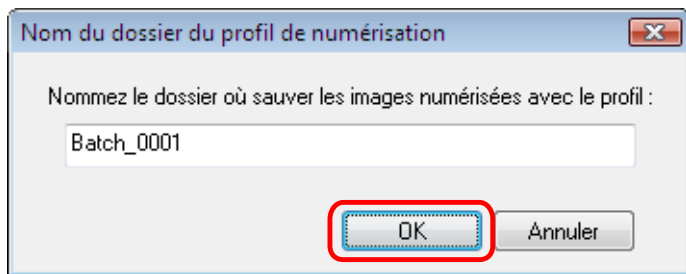 Nom du dossier du profil de numérisation
Nommez le dossier où sauver les images numérisées avec le profil :
Batch_0001
OK
Annuler